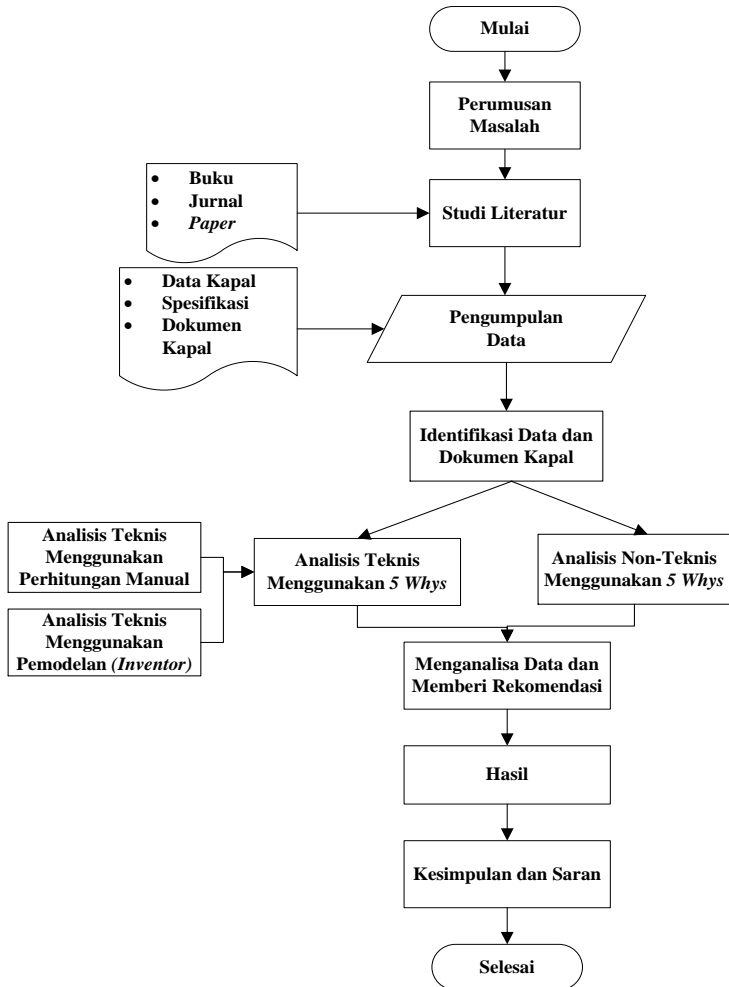 Mulai
Perumusan
Masalah
• Buku
• Jurnal
• Paper
Studi Literatur
• Data Kapal
• Spesifikasi
• Dokumen
Kapal
Pengumpulan
Data
Identifikasi Data dan
Dokumen Kapal
Analisis Teknis
Menggunakan
Perhitungan Manual
Analisis Teknis
Menggunakan
Pemodelan (Inventor)
Analisis Teknis
Menggunakan 5 Whys
Analisis Non-Teknis
Menggunakan 5 Whys
Menganalisa Data dan
Memberi Rekomendasi
Hasil
Kesimpulan dan Saran
Selesai